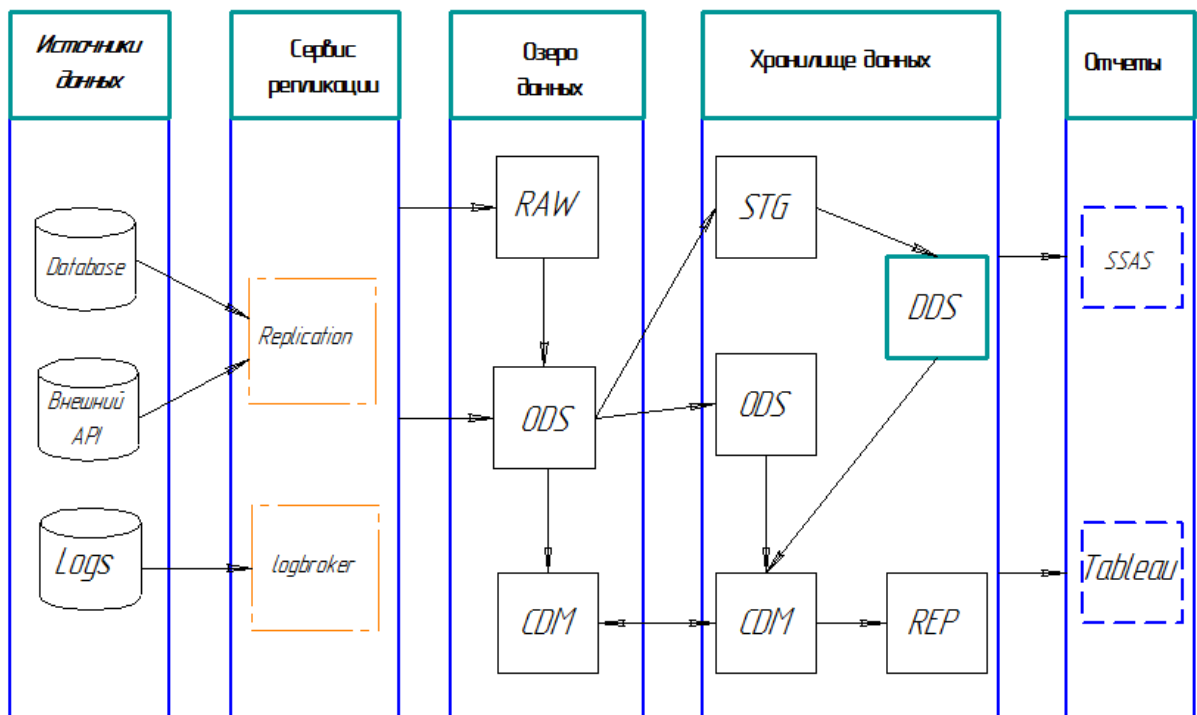 Источники
данных
Сервис
репликации
Озеро
данных
Хранилище данных
Отчеты
Database
Внешний
API
Logs
Replication
logbroker
RAW
ODS
CDM
STG
DDS
ODS
CDM
REP
SSAS
Tableau